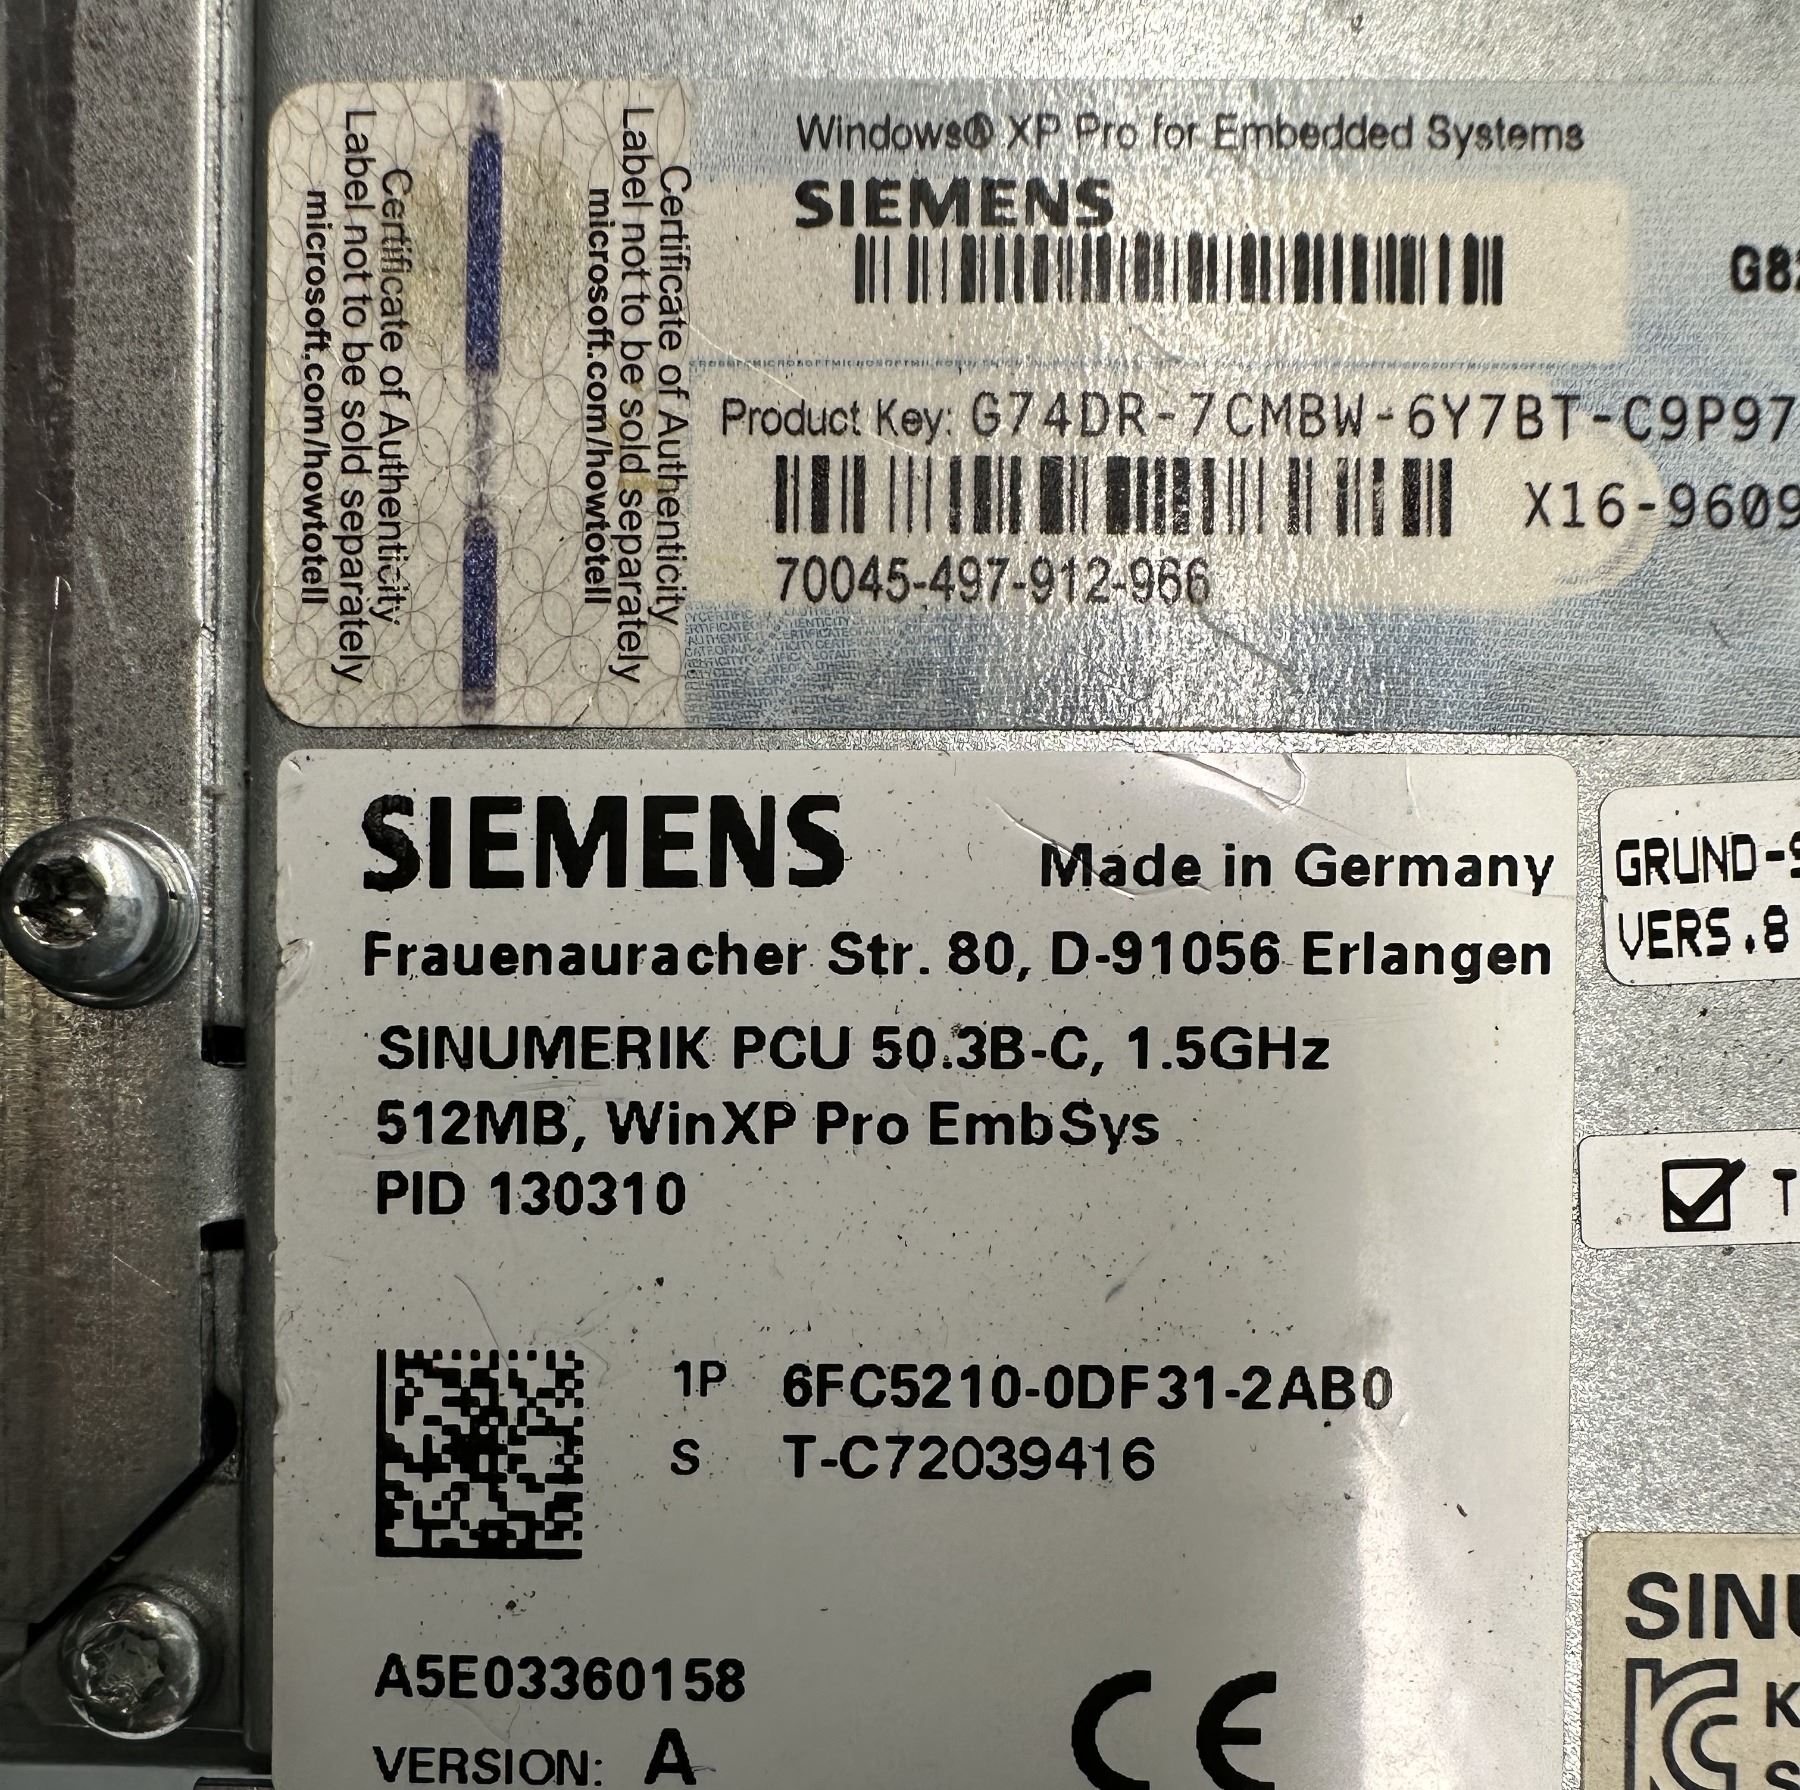 Certificate of Authenticity
Label not to be sold separately
microsoft.com/howtotell
Certificate of Authenticity
Label not to be sold separately
microsoft.com/howtotell
Windows® XP Pro for Embedded Systems
SIEMENS
G82
Product Key: G74DR-7CMBW-6Y7BT-C9P97
X16-9609
70045-497-912-966
SIEMENS
Made in Germany
Frauenauracher Str. 80, D-91056 Erlangen
SINUMERIK PCU 50.3B-C, 1.5GHz
512MB, WinXP Pro EmbSys
PID 130310
1P 6FC5210-0DF31-2AB0
S T-C72039416
A5E03360158
VERSION: A
CE
GRUND-S
VERS.8
T
SINU
K
S